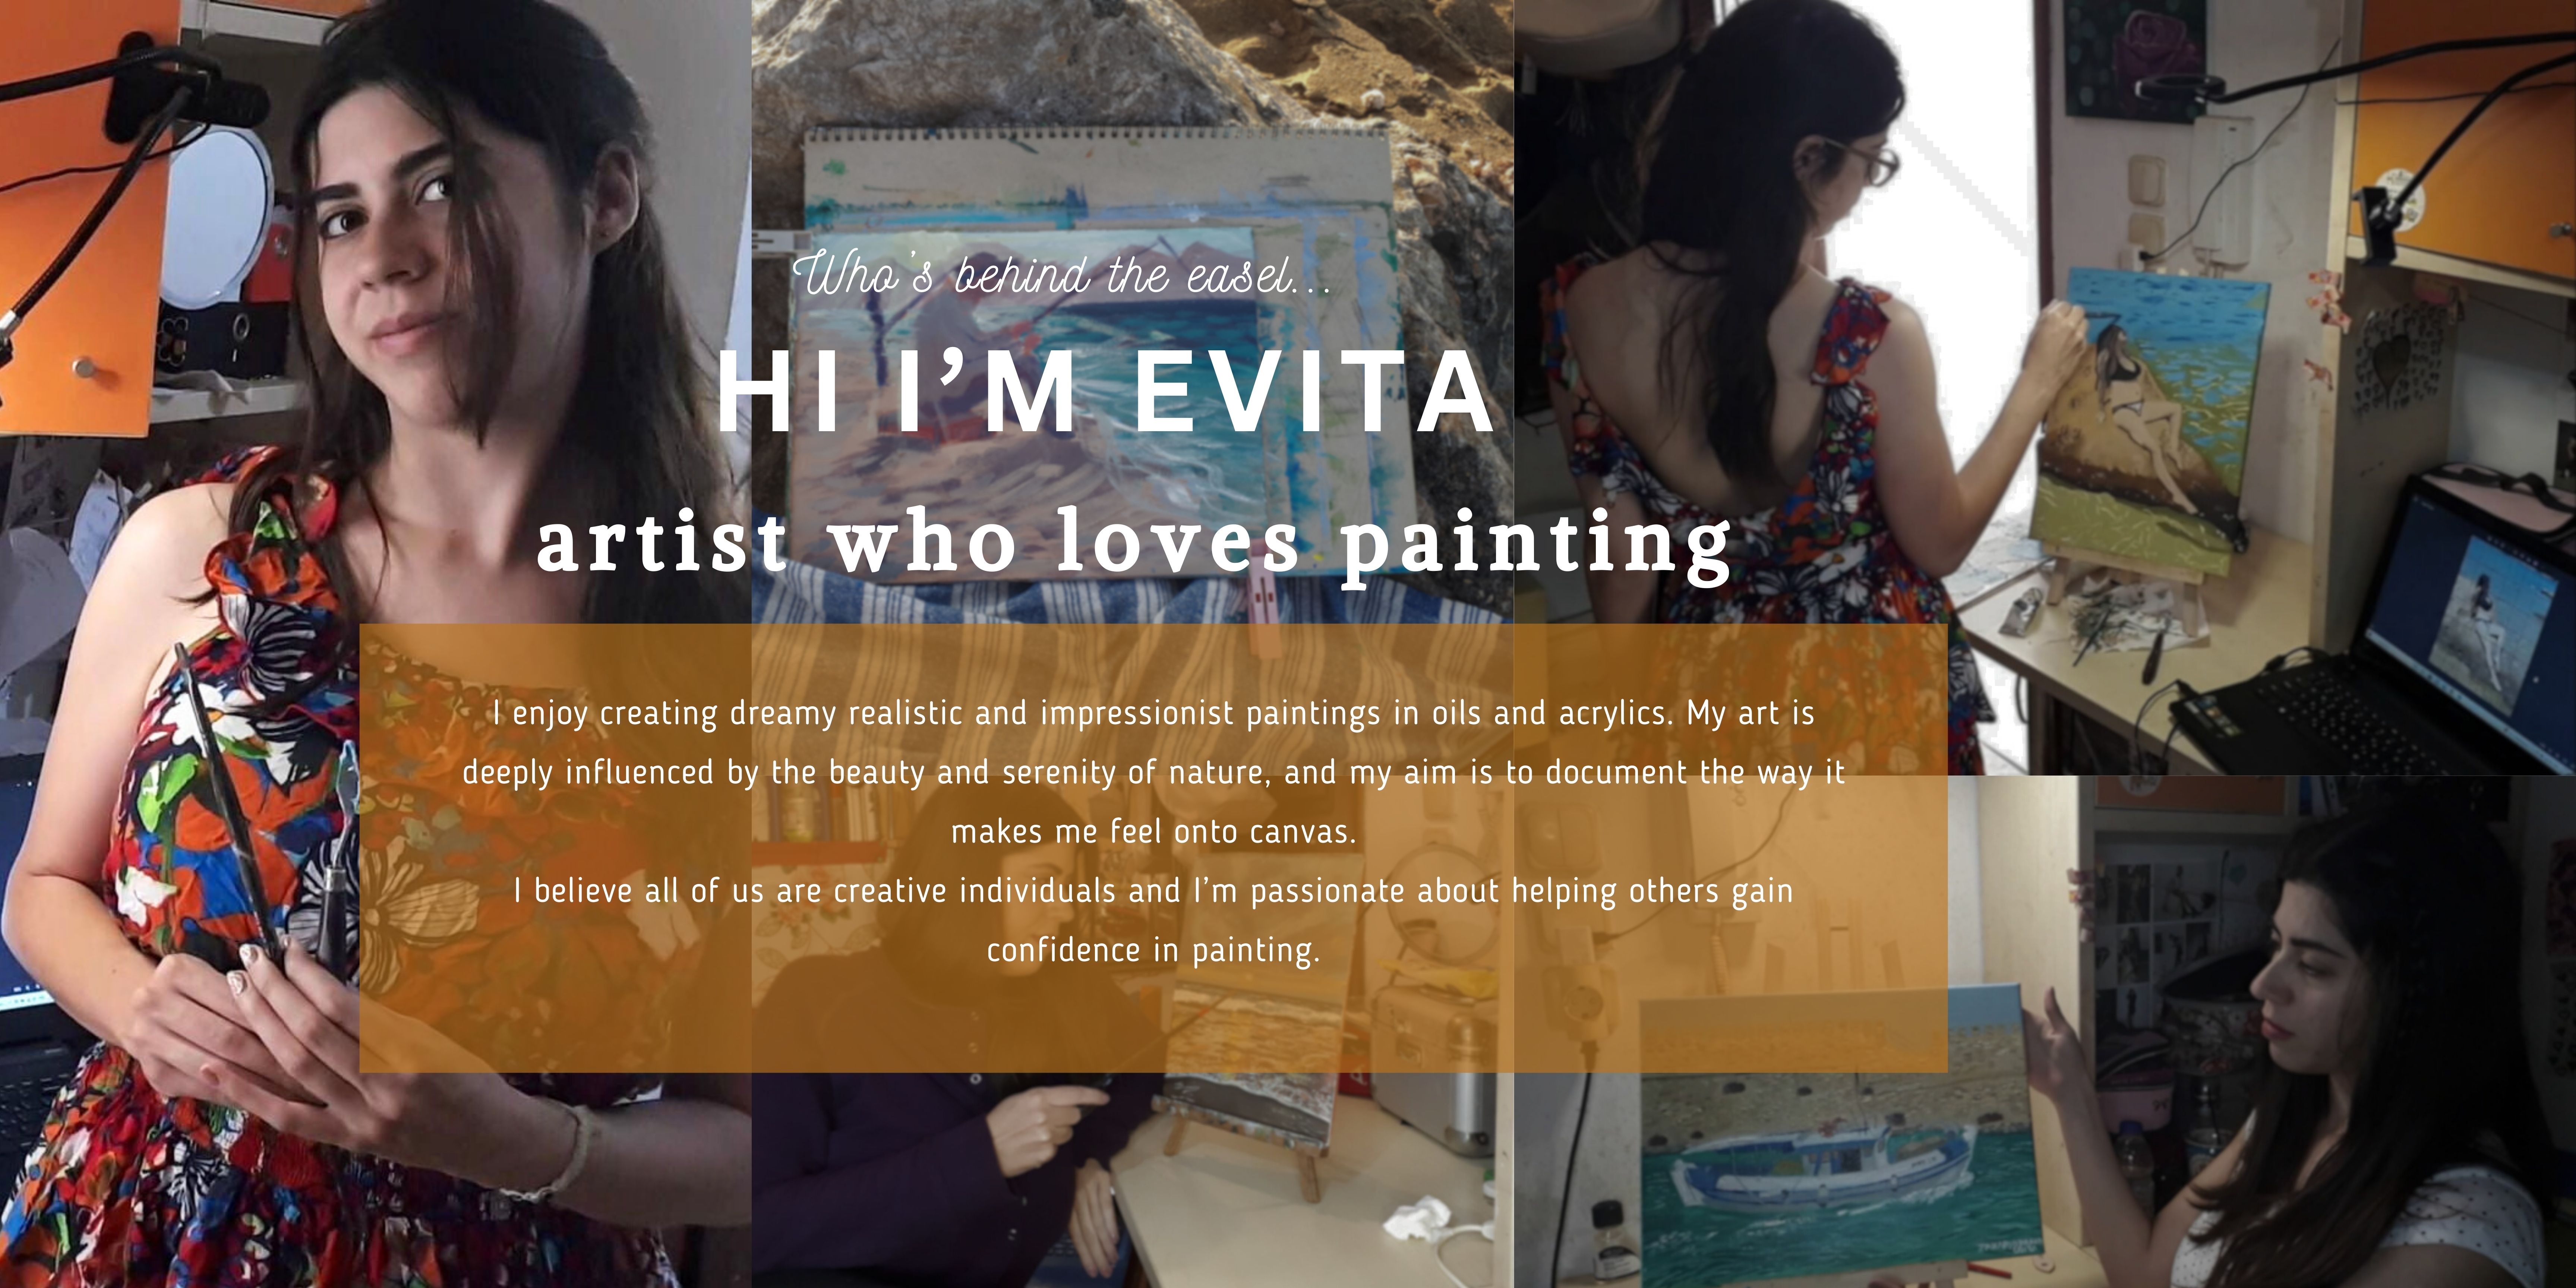 Who's behind the easel...
HI I'M EVITA
artist who loves painting
I enjoy creating dreamy realistic and impressionist paintings in oils and acrylics. My art is
deeply influenced by the beauty and serenity of nature, and my aim is to document the way it
makes me feel onto canvas.
I believe all of us are creative individuals and I'm passionate about helping others gain
confidence in painting.